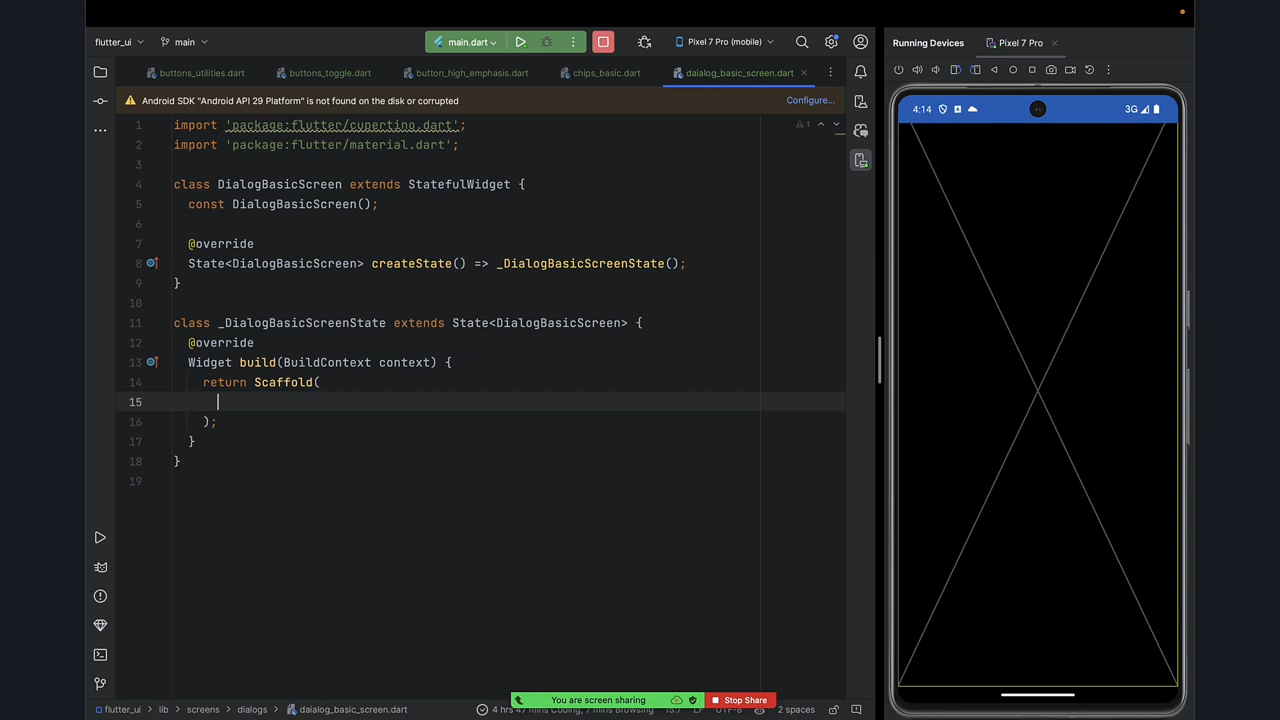 flutter_ui
main
main.dart
Pixel 7 Pro (mobile)
Running Devices
Pixel 7 Pro
buttons_utilities.dart
buttons_toggle.dart
button_high_emphasis.dart
chips_basic.dart
daialog_basic_screen.dart
Android SDK "Android API 29 Platform" is not found on the disk or corrupted
Configure...
4:14
3G
1 import 'package:flutter/cupertino.dart';
1
2 import 'package:flutter/material.dart';
3
4 class DialogBasicScreen extends StatefulWidget {
5 const DialogBasicScreen();
6
7 @override
8 State<DialogBasicScreen> createState() => _DialogBasicScreenState();
9 }
10
11 class _DialogBasicScreenState extends State<DialogBasicScreen> {
12 @override
13 Widget build(BuildContext context) {
14 return Scaffold(
15
16 );
17 }
18 }
19
You are screen sharing
Stop Share
flutter_ui
lib
screens
dialogs
daialog_basic_screen.dart
2 spaces